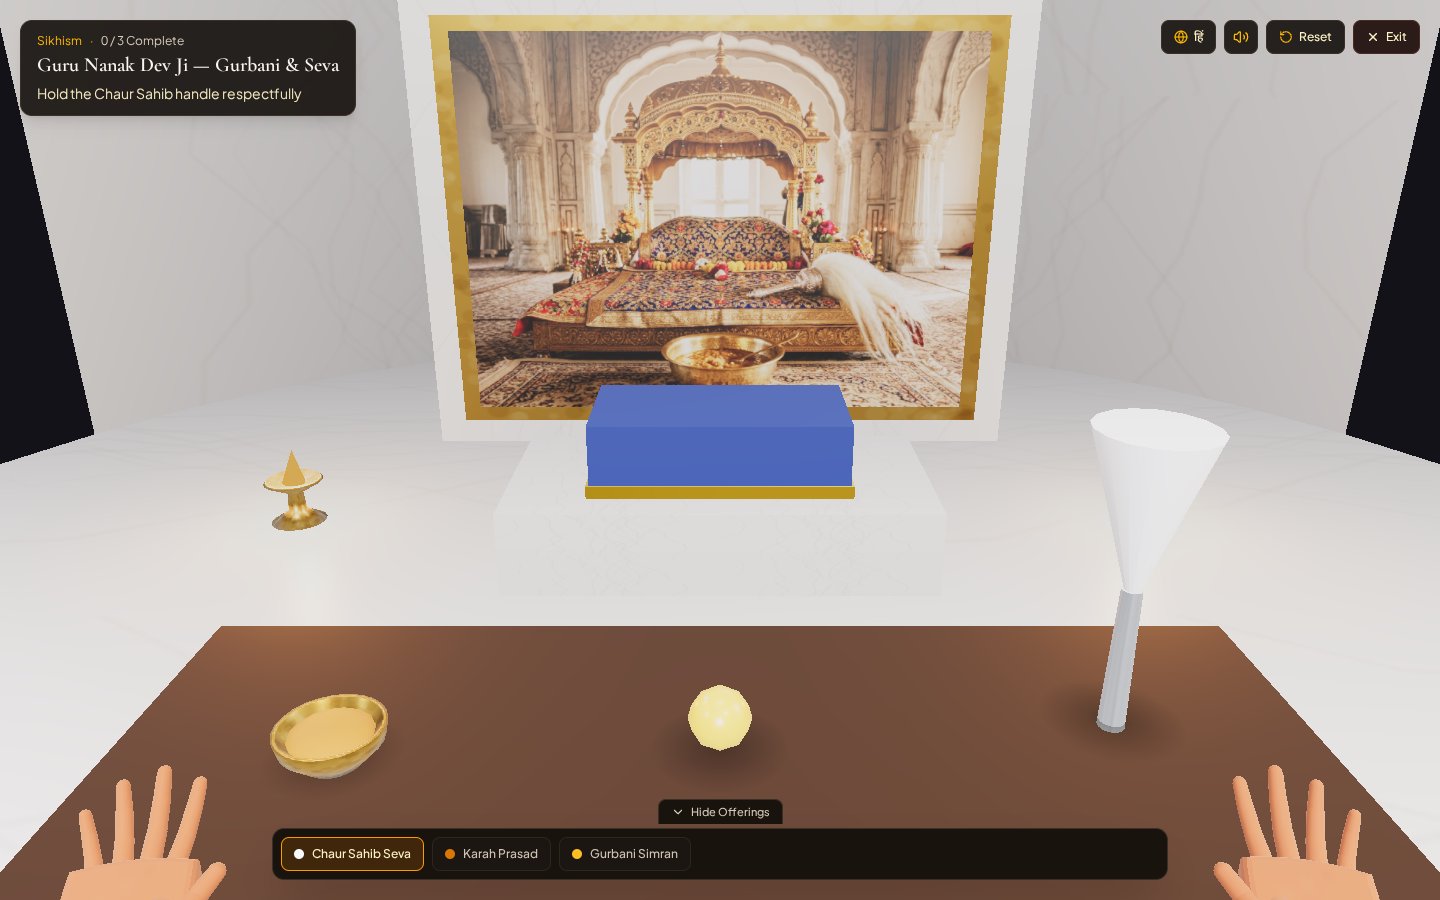 Sikhism · 0/3 Complete
Guru Nanak Dev Ji — Gurbani & Seva
Hold the Chaur Sahib handle respectfully
हिं
Reset
Exit
Hide Offerings
Chaur Sahib Seva
Karah Prasad
Gurbani Simran